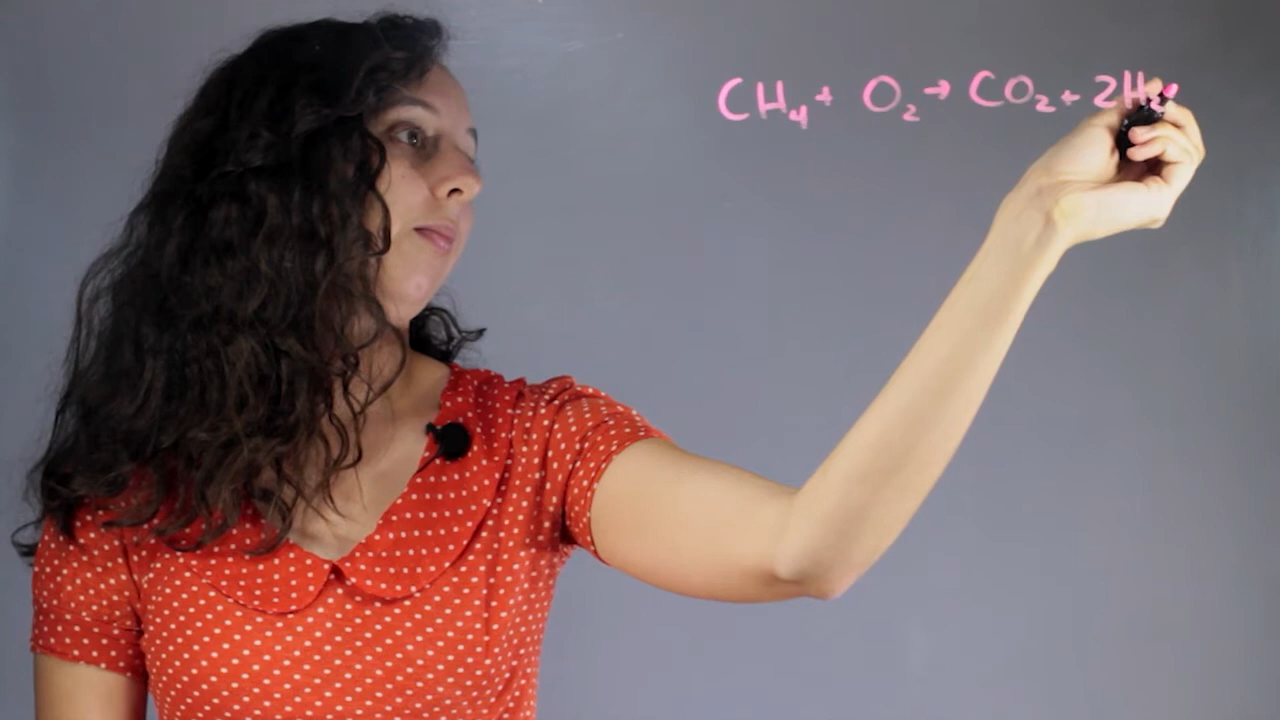 CH₄ + O₂ → CO₂ + 2H₂